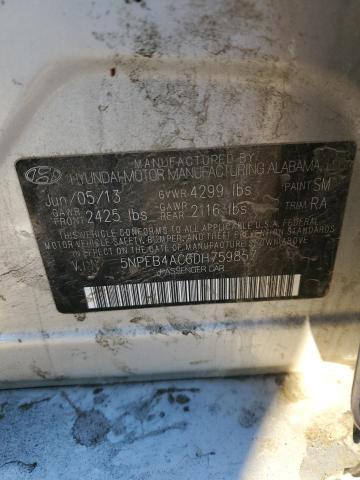 MANUFACTURED BY
HYUNDAI MOTOR MANUFACTURING ALABAMA, LLC
Jun/05/13 GVWR 4299 lbs PAINT SM
GAWR FRONT 2425 lbs GAWR REAR 2116 lbs TRIM RA
THIS VEHICLE CONFORMS TO ALL APPLICABLE U.S.A. FEDERAL
MOTOR VEHICLE SAFETY AND THEFT PREVENTION STANDARDS
IN EFFECT ON THE DATE OF MANUFACTURE SHOWN ABOVE.
V.I.N: 5NPEB4AC6DH759857
PASSENGER CAR